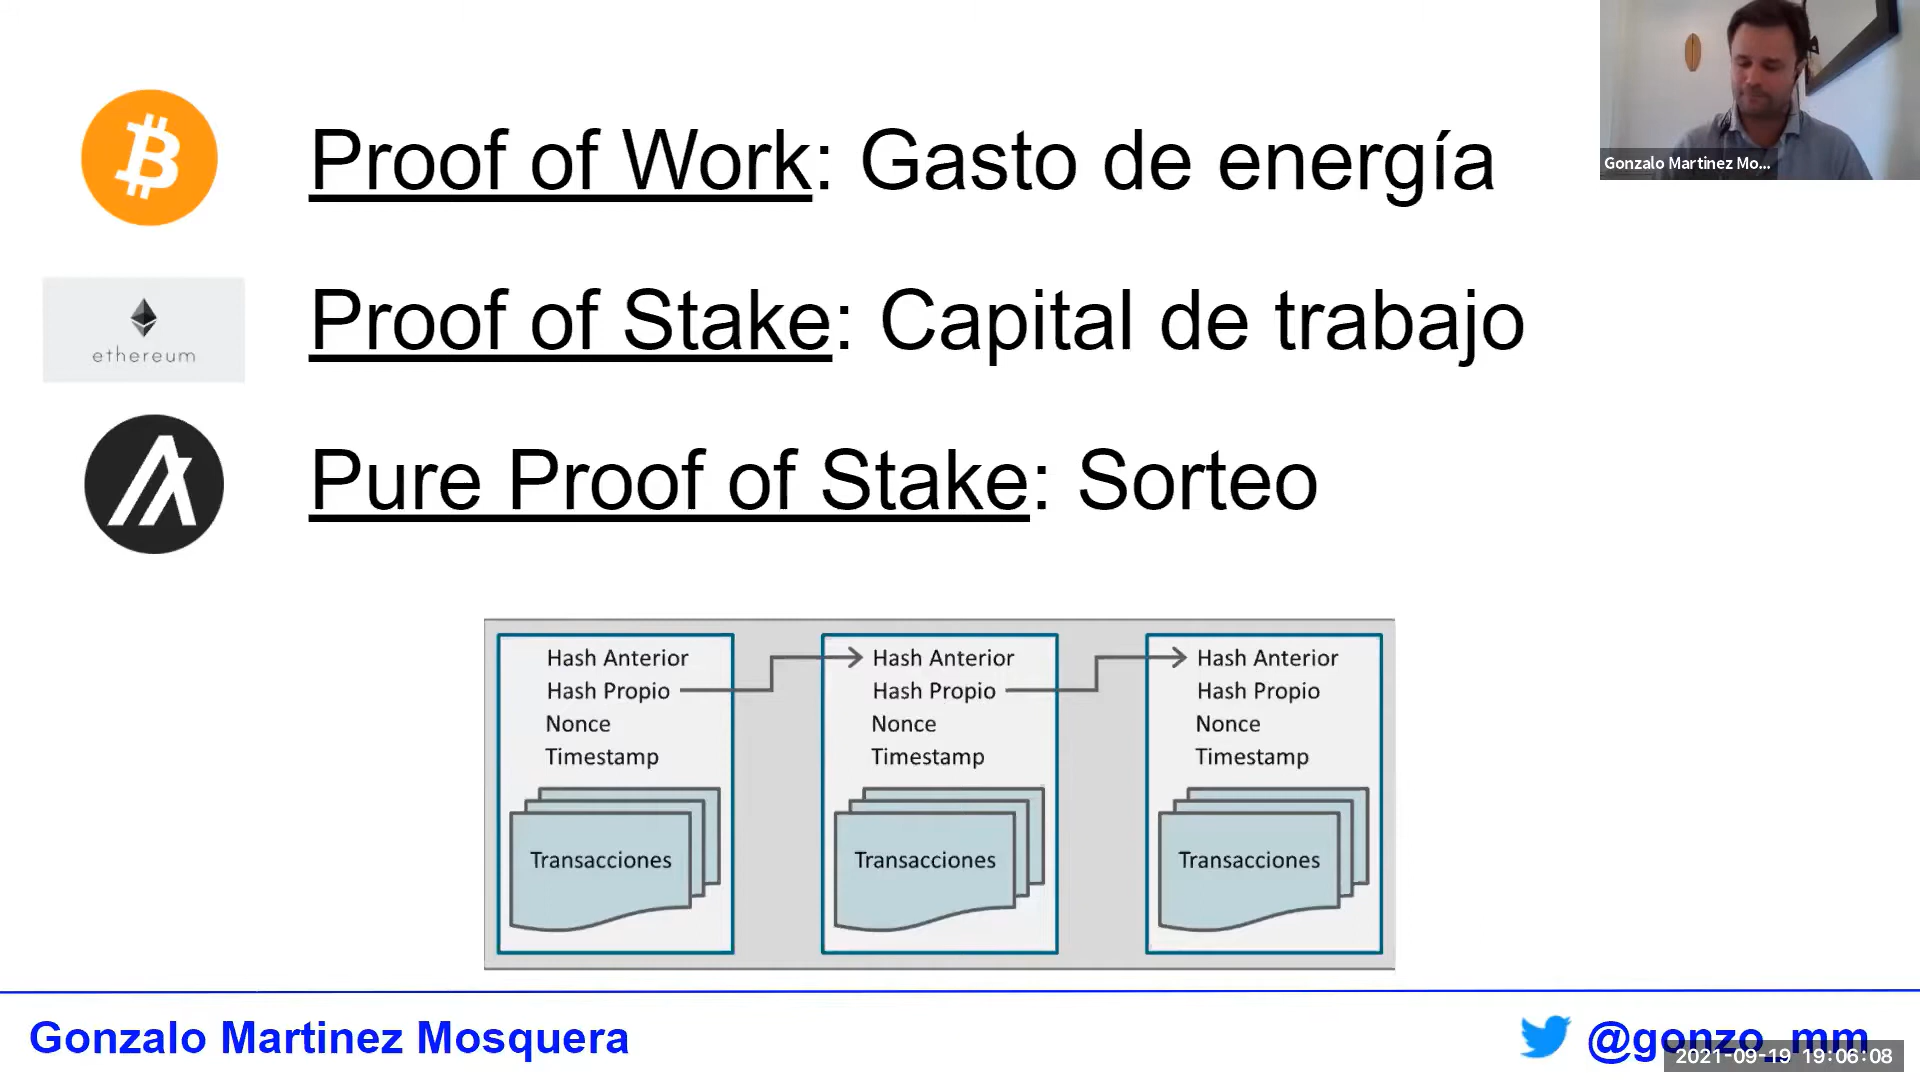 Proof of Work: Gasto de energía
Gonzalo Martinez Mo...
ethereum
Proof of Stake: Capital de trabajo
Pure Proof of Stake: Sorteo
Hash Anterior
Hash Propio
Nonce
Timestamp
Transacciones
Hash Anterior
Hash Propio
Nonce
Timestamp
Transacciones
Hash Anterior
Hash Propio
Nonce
Timestamp
Transacciones
Gonzalo Martinez Mosquera
@gonzo_mm
2021-09-19 19:06:08